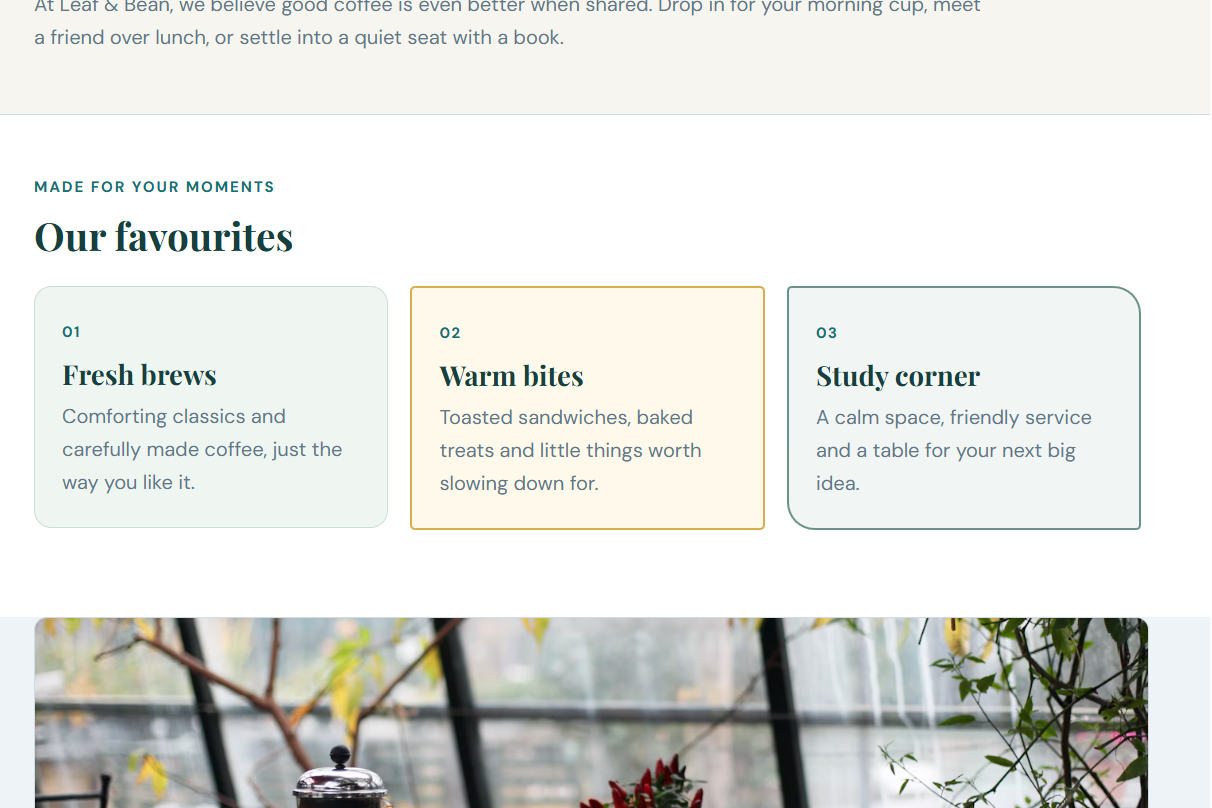 At Leaf & Bean, we believe good coffee is even better when shared. Drop in for your morning cup, meet
a friend over lunch, or settle into a quiet seat with a book.
MADE FOR YOUR MOMENTS
Our favourites
01
Fresh brews
Comforting classics and
carefully made coffee, just the
way you like it.
02
Warm bites
Toasted sandwiches, baked
treats and little things worth
slowing down for.
03
Study corner
A calm space, friendly service
and a table for your next big
idea.